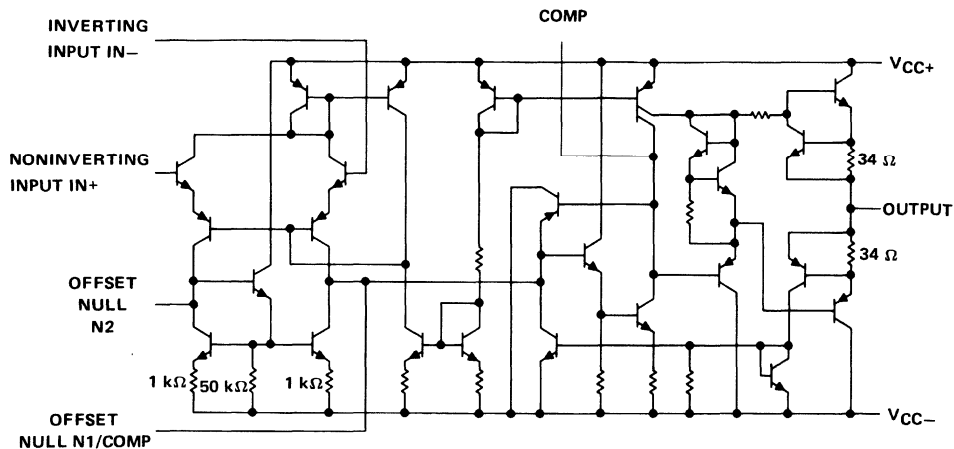 COMP
INVERTING
INPUT IN−
VCC+
NONINVERTING
INPUT IN+
34 Ω
OUTPUT
34 Ω
OFFSET
NULL
N2
1 kΩ
50 kΩ
1 kΩ
OFFSET
NULL N1/COMP
VCC−